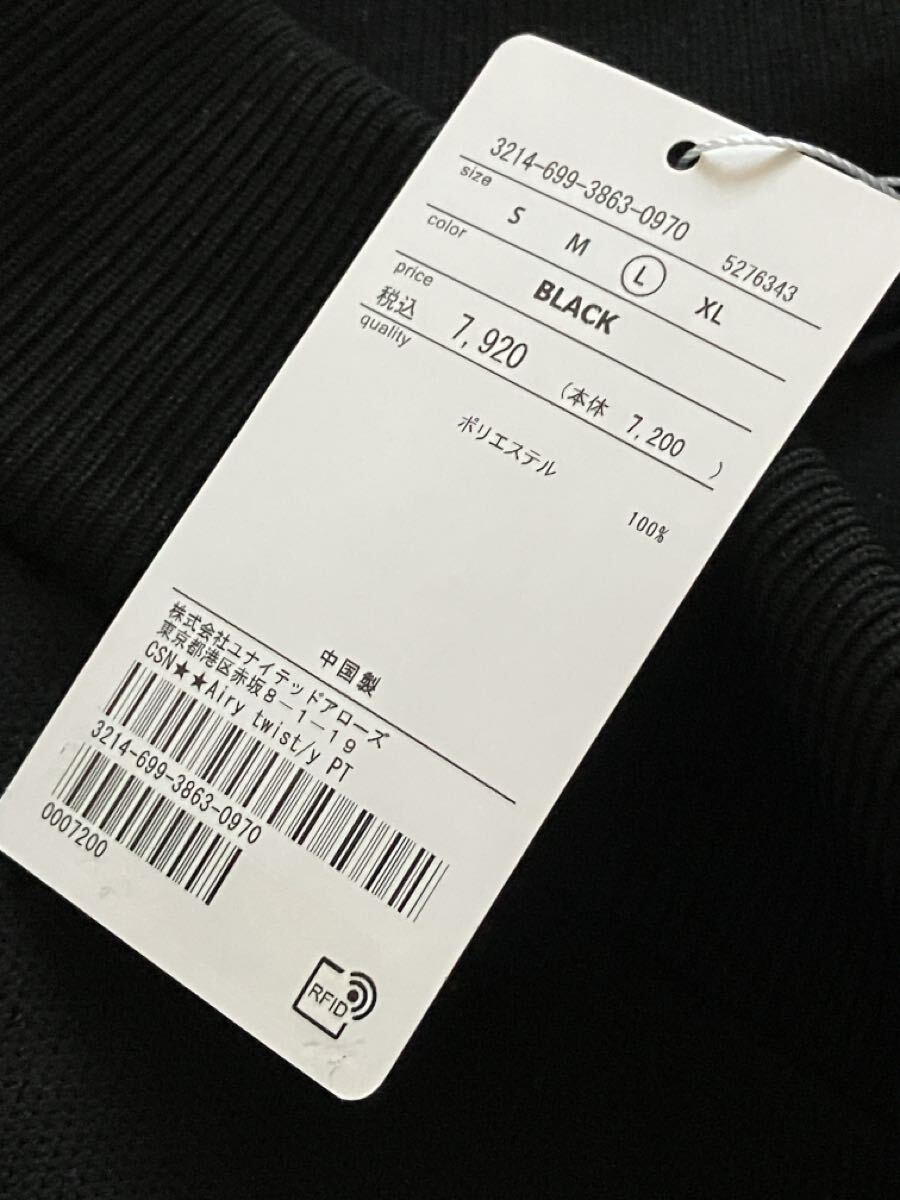 3214-699-3863-0970 5276343
size
S M L XL
color
BLACK
price
税込 7,920 (本体 7,200 )
quality
ポリエステル 100%
中国製
株式会社ユナイテッドアローズ
東京都港区赤坂8-1-19
CSN★★Airy twist/y PT
3214-699-3863-0970
0007200
RFID